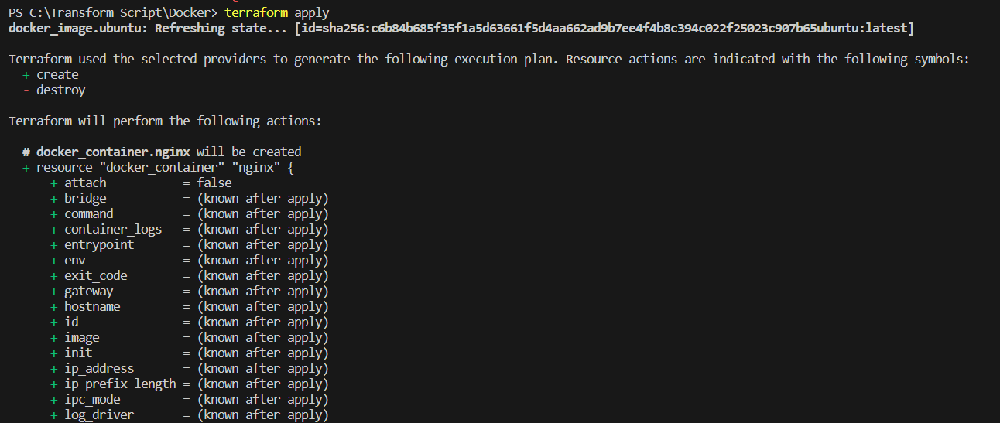 PS C:\Transform Script\Docker> terraform apply
docker_image.ubuntu: Refreshing state... [id=sha256:c6b84b685f35f1a5d63661f5d4aa662ad9b7ee4f4b8c394c022f25023c907b65ubuntu:latest]
Terraform used the selected providers to generate the following execution plan. Resource actions are indicated with the following symbols:
+ create
- destroy
Terraform will perform the following actions:
# docker_container.nginx will be created
+ resource "docker_container" "nginx" {
+ attach = false
+ bridge = (known after apply)
+ command = (known after apply)
+ container_logs = (known after apply)
+ entrypoint = (known after apply)
+ env = (known after apply)
+ exit_code = (known after apply)
+ gateway = (known after apply)
+ hostname = (known after apply)
+ id = (known after apply)
+ image = (known after apply)
+ init = (known after apply)
+ ip_address = (known after apply)
+ ip_prefix_length = (known after apply)
+ ipc_mode = (known after apply)
+ log_driver = (known after apply)